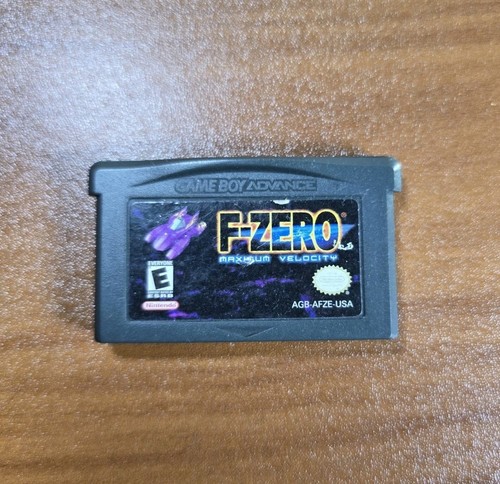 GAME BOY ADVANCE
F-ZERO
MAXIMUM VELOCITY
EVERYONE
E
ESRB
Nintendo
AGB-AFZE-USA